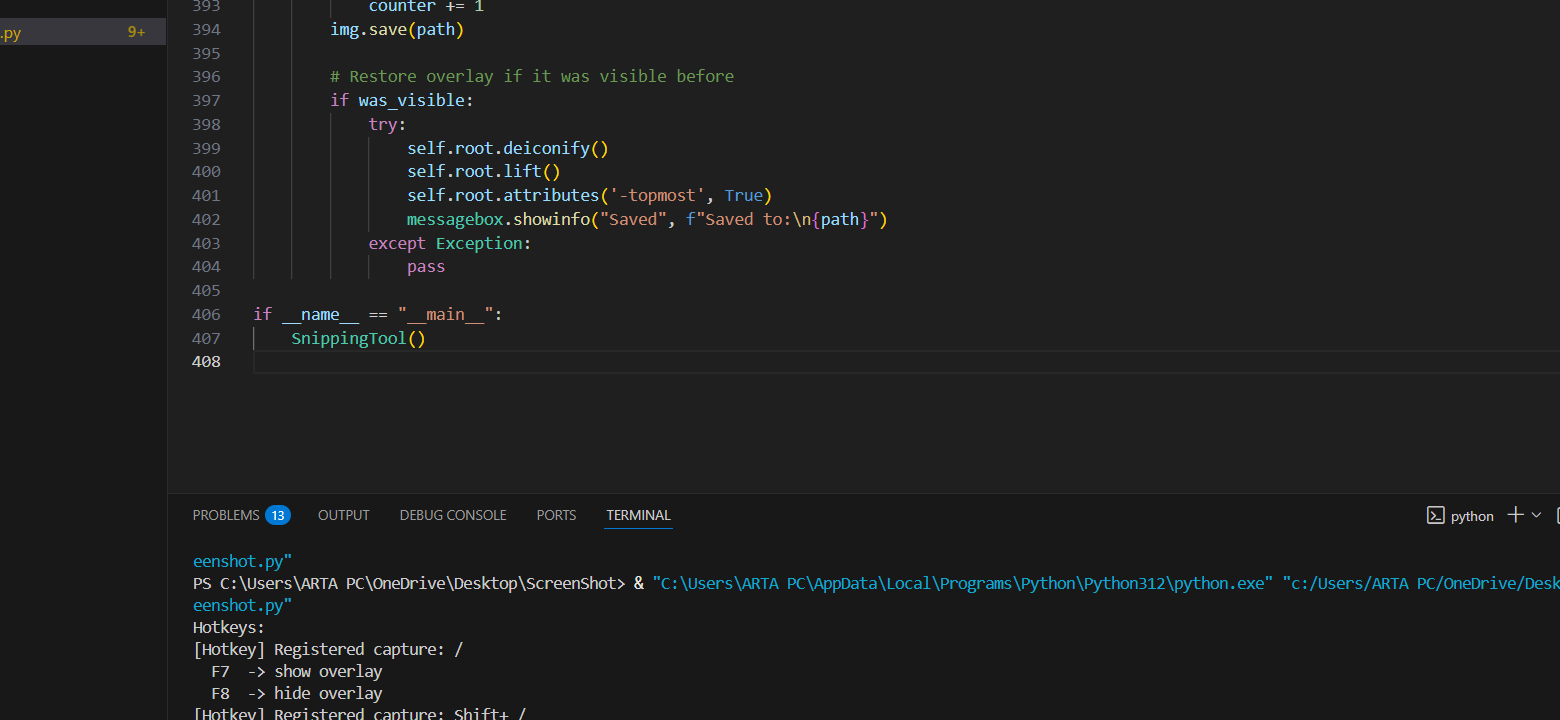 393 counter += 1
.py 9+
394 img.save(path)
395
396 # Restore overlay if it was visible before
397 if was_visible:
398 try:
399 self.root.deiconify()
400 self.root.lift()
401 self.root.attributes('-topmost', True)
402 messagebox.showinfo("Saved", f"Saved to:\n{path}")
403 except Exception:
404 pass
405
406 if __name__ == "__main__":
407 SnippingTool()
408
PROBLEMS 13 OUTPUT DEBUG CONSOLE PORTS TERMINAL python
eenshot.py"
PS C:\Users\ARTA PC\OneDrive\Desktop\ScreenShot> & "C:\Users\ARTA PC\AppData\Local\Programs\Python\Python312\python.exe" "c:/Users/ARTA PC/OneDrive/Desk
eenshot.py"
Hotkeys:
[Hotkey] Registered capture: /
F7 -> show overlay
F8 -> hide overlay
[Hotkey] Registered capture: Shift+ /